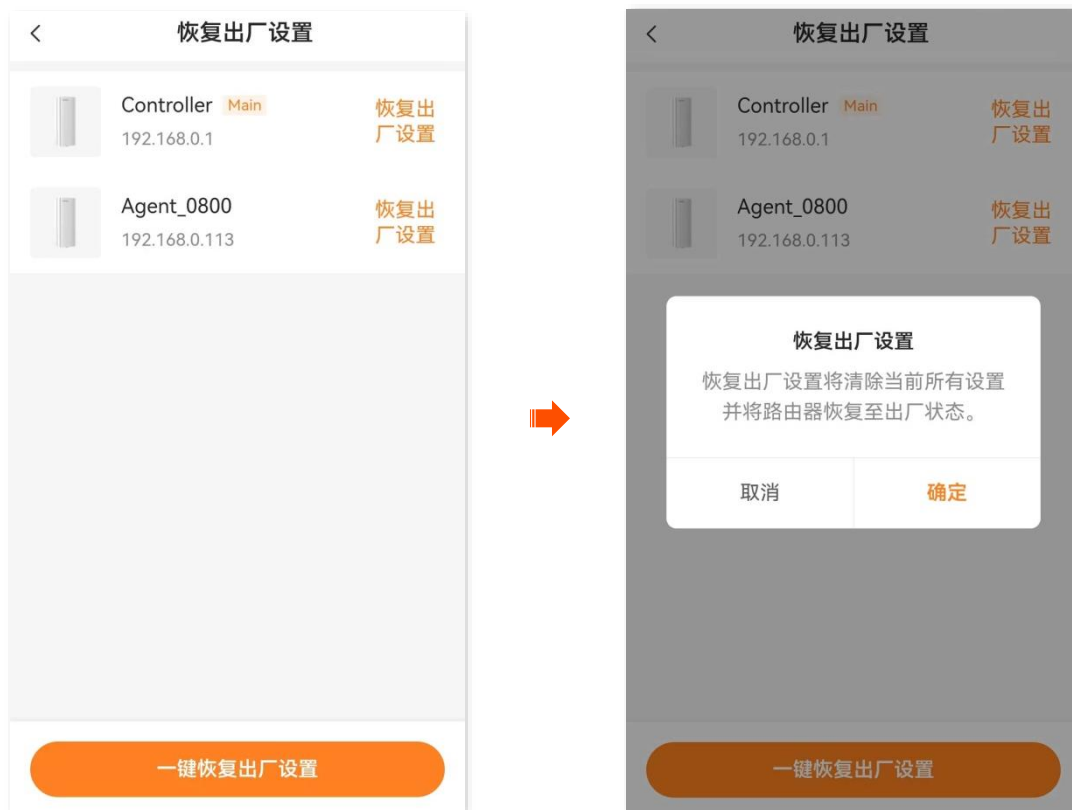 恢复出厂设置
Controller Main
恢复出
厂设置
192.168.0.1
Agent_0800
恢复出
厂设置
192.168.0.113
一键恢复出厂设置
恢复出厂设置
Controller Main
恢复出
厂设置
192.168.0.1
Agent_0800
恢复出
厂设置
192.168.0.113
恢复出厂设置
恢复出厂设置将清除当前所有设置
并将路由器恢复至出厂状态。
取消
确定
一键恢复出厂设置